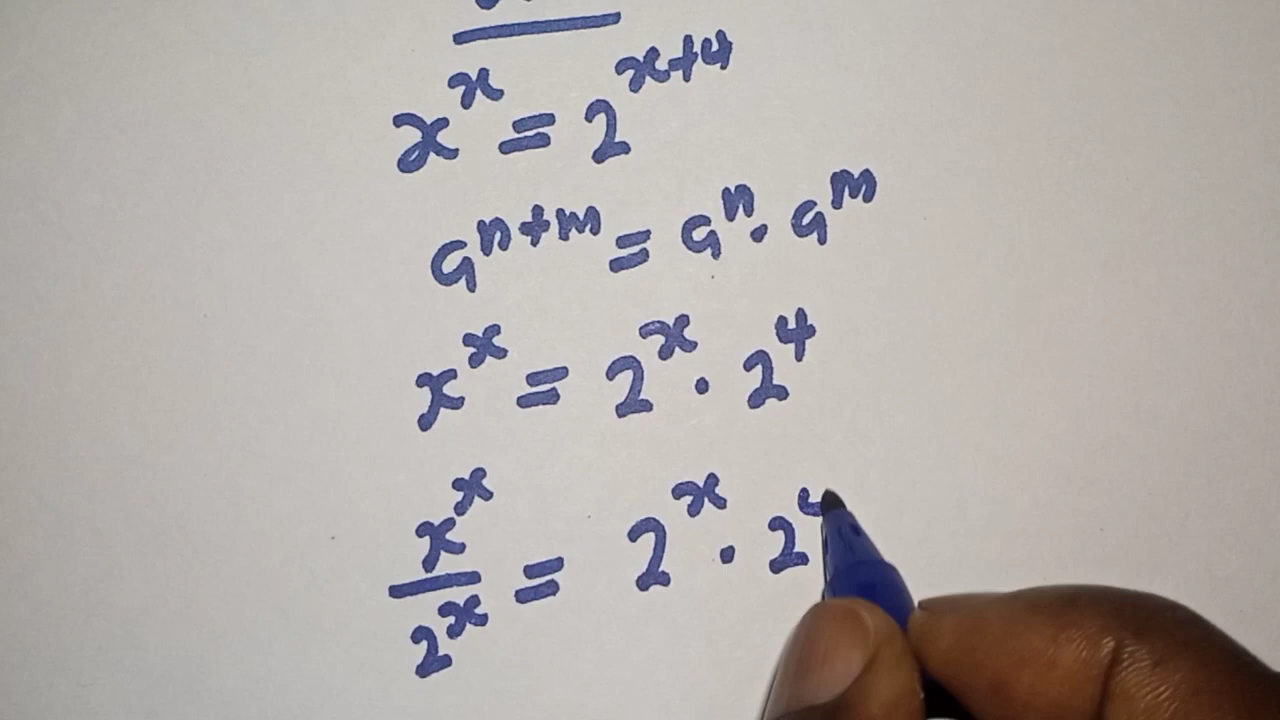 x^x = 2^{x+4}
a^{n+m} = a^n · a^m
x^x = 2^x · 2^4
x^x / 2^x = 2^x · 2